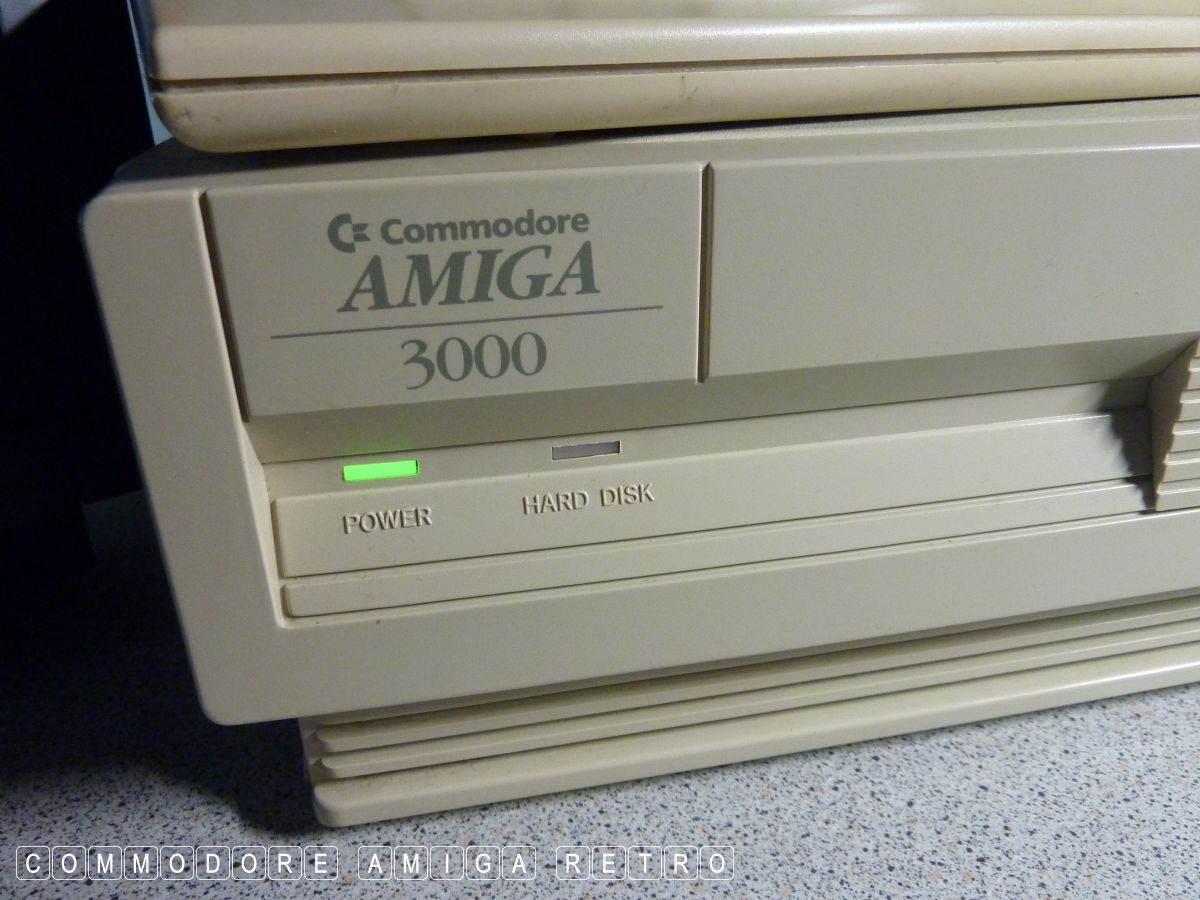 Commodore
AMIGA
3000
POWER HARD DISK
COMMODORE AMIGA RETRO